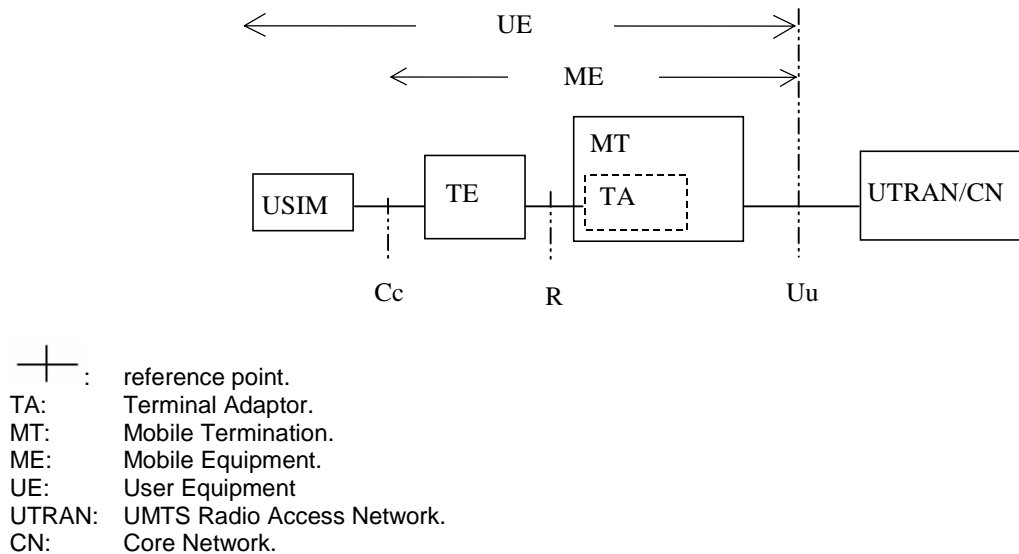 UE
ME
MT
USIM
TE
TA
UTRAN/CN
Cc
R
Uu
: reference point.
TA: Terminal Adaptor.
MT: Mobile Termination.
ME: Mobile Equipment.
UE: User Equipment
UTRAN: UMTS Radio Access Network.
CN: Core Network.